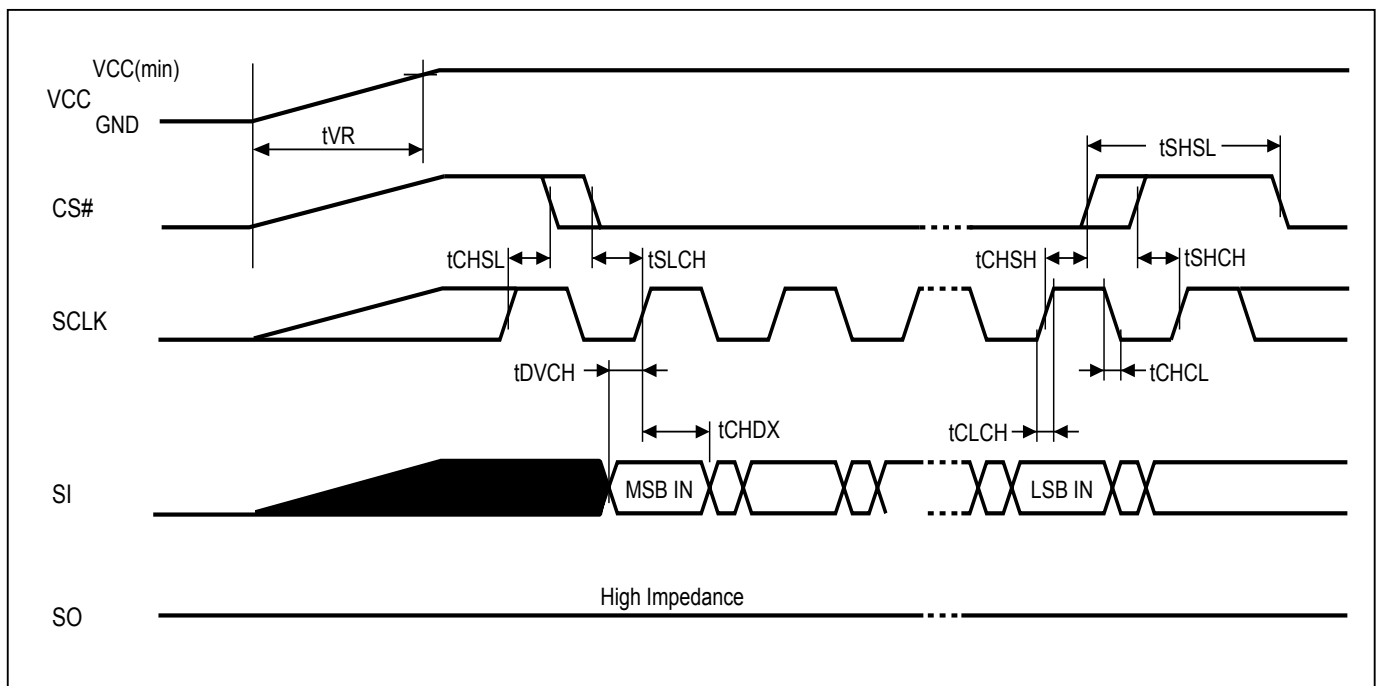 VCC(min)
VCC
GND
tVR
tSHSL
CS#
tCHSL
tSLCH
tCHSH
tSHCH
SCLK
tDVCH
tCHCL
tCHDX
tCLCH
SI
MSB IN
LSB IN
High Impedance
SO